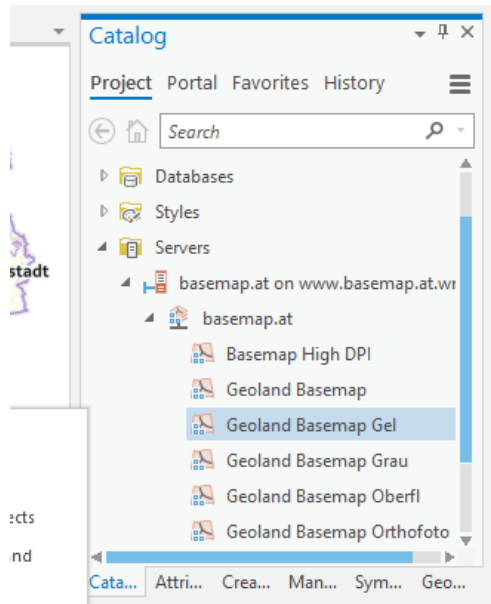 Catalog
Project Portal Favorites History
Search
Databases
Styles
Servers
stadt
basemap.at on www.basemap.at.wr
basemap.at
Basemap High DPI
Geoland Basemap
Geoland Basemap Gel
Geoland Basemap Grau
Geoland Basemap Oberfl
ects
Geoland Basemap Orthofoto
nd
Cata... Attri... Crea... Man... Sym... Geo...